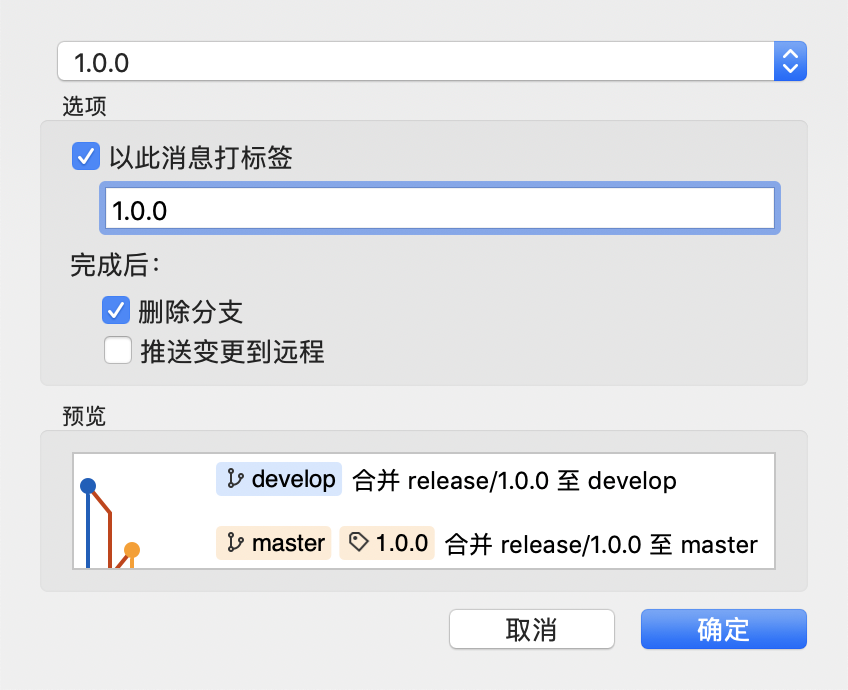 1.0.0
选项
以此消息打标签
1.0.0
完成后：
删除分支
推送变更到远程
预览
develop 合并 release/1.0.0 至 develop
master 1.0.0 合并 release/1.0.0 至 master
取消 确定